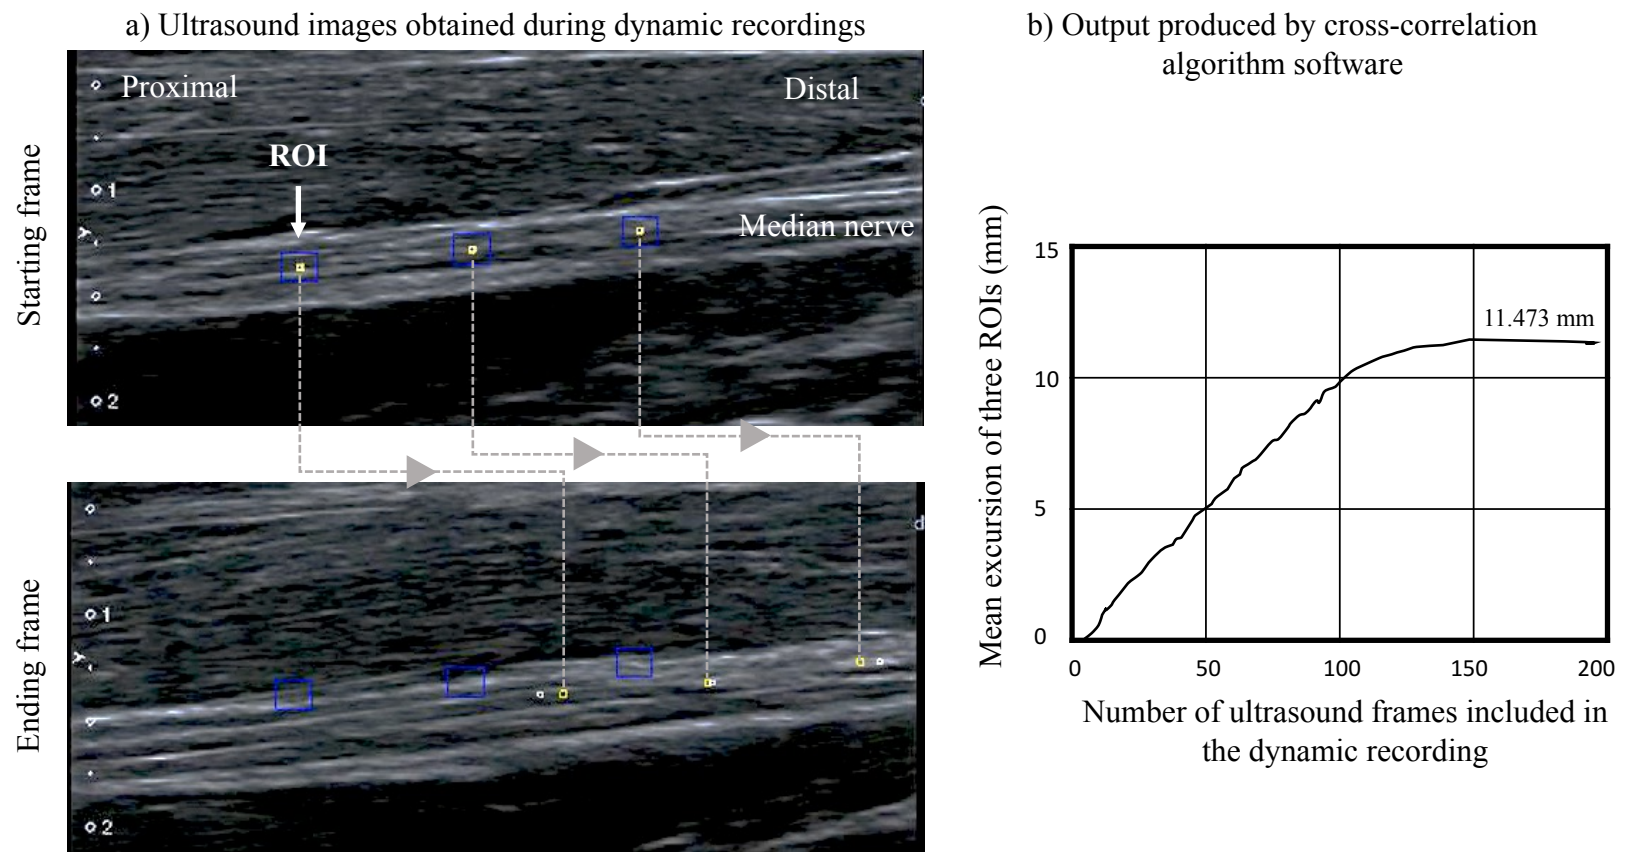 a) Ultrasound images obtained during dynamic recordings
Starting frame
Proximal
Distal
ROI
1
Median nerve
2
Ending frame
d
1
2
b) Output produced by cross-correlation
algorithm software
Mean excursion of three ROIs (mm)
15
10
5
0
11.473 mm
0 50 100 150 200
Number of ultrasound frames included in
the dynamic recording